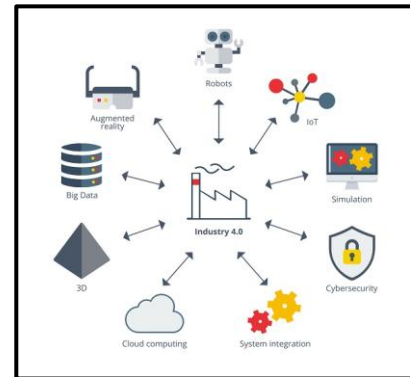 Robots
Augmented
reality
IoT
Big Data
Simulation
Industry 4.0
3D
Cybersecurity
Cloud computing
System integration